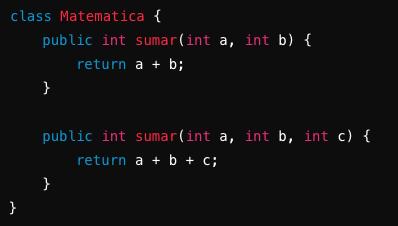 class Matematica {
    public int sumar(int a, int b) {
        return a + b;
    }

    public int sumar(int a, int b, int c) {
        return a + b + c;
    }
}